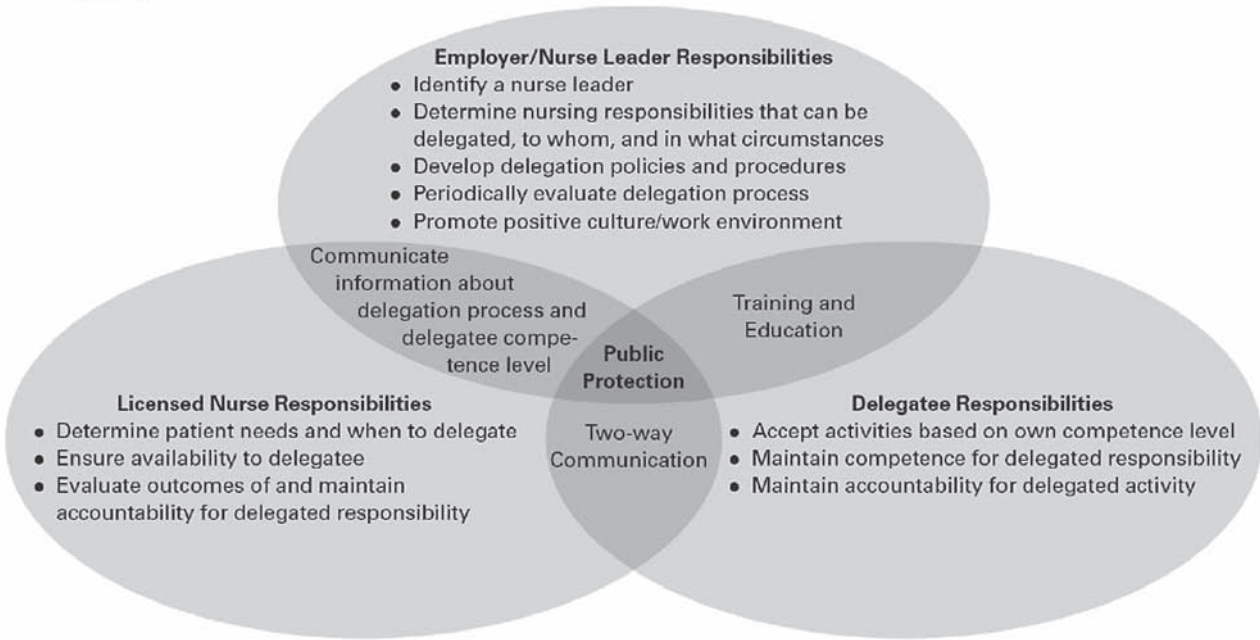 Employer/Nurse Leader Responsibilities
• Identify a nurse leader
• Determine nursing responsibilities that can be
delegated, to whom, and in what circumstances
• Develop delegation policies and procedures
• Periodically evaluate delegation process
• Promote positive culture/work environment
Communicate
information about
delegation process and
delegatee compe-
tence level
Training and
Education
Public
Protection
Licensed Nurse Responsibilities
• Determine patient needs and when to delegate
• Ensure availability to delegatee
• Evaluate outcomes of and maintain
accountability for delegated responsibility
Two-way
Communication
Delegatee Responsibilities
• Accept activities based on own competence level
• Maintain competence for delegated responsibility
• Maintain accountability for delegated activity